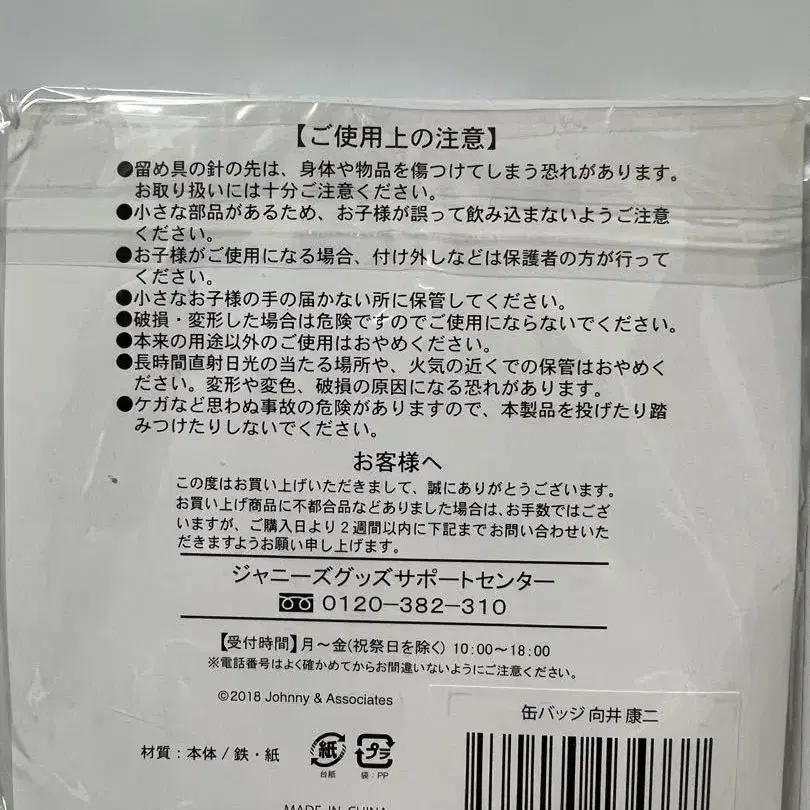 【ご使用上の注意】
●留め具の針の先は、身体や物品を傷つけてしまう恐れがあります。
お取り扱いには十分ご注意ください。
●小さな部品があるため、お子様が誤って飲み込まないようご注意
ください。
●お子様がご使用になる場合、付け外しなどは保護者の方が行って
ください。
●小さなお子様の手の届かない所に保管してください。
●破損・変形した場合は危険ですのでご使用にならないでください。
●本来の用途以外のご使用はおやめください。
●長時間直射日光の当たる場所や、火気の近くでの保管はおやめく
ださい。変形や変色、破損の原因になる恐れがあります。
●ケガなど思わぬ事故の危険がありますので、本製品を投げたり踏
みつけたりしないでください。
お客様へ
この度はお買い上げいただきまして、誠にありがとうございます。
お買い上げ商品に不都合品などありました場合は、お手数ではござ
いますが、ご購入日より2週間以内に下記までお問い合わせいた
だきますようお願い申し上げます。
ジャニーズグッズサポートセンター
0120-382-310
【受付時間】月～金(祝祭日を除く) 10:00～18:00
※電話番号はよく確かめてからお間違いないようにご注意ください。
©2018 Johnny & Associates
缶バッジ 向井 康二
材質:本体/鉄・紙
紙
台紙
プラ
袋:PP
MADE IN CHINA